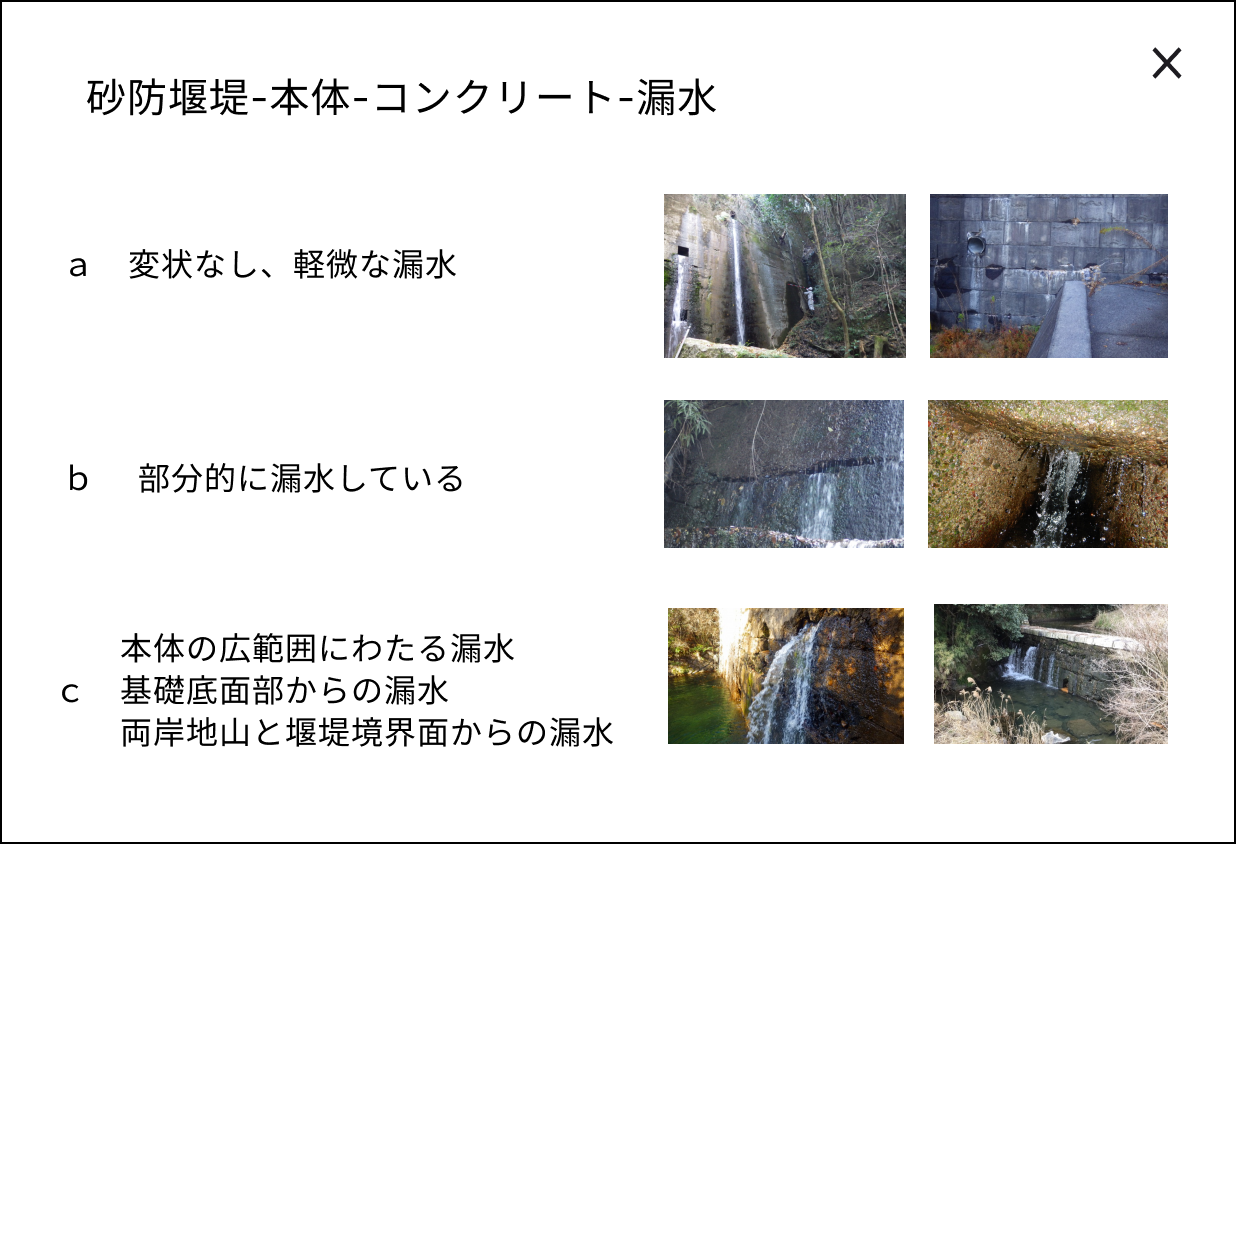 砂防堰堤-本体-コンクリート-漏水
a 変状なし、軽微な漏水
b 部分的に漏水している
本体の広範囲にわたる漏水
c 基礎底面部からの漏水
両岸地山と堰堤境界面からの漏水